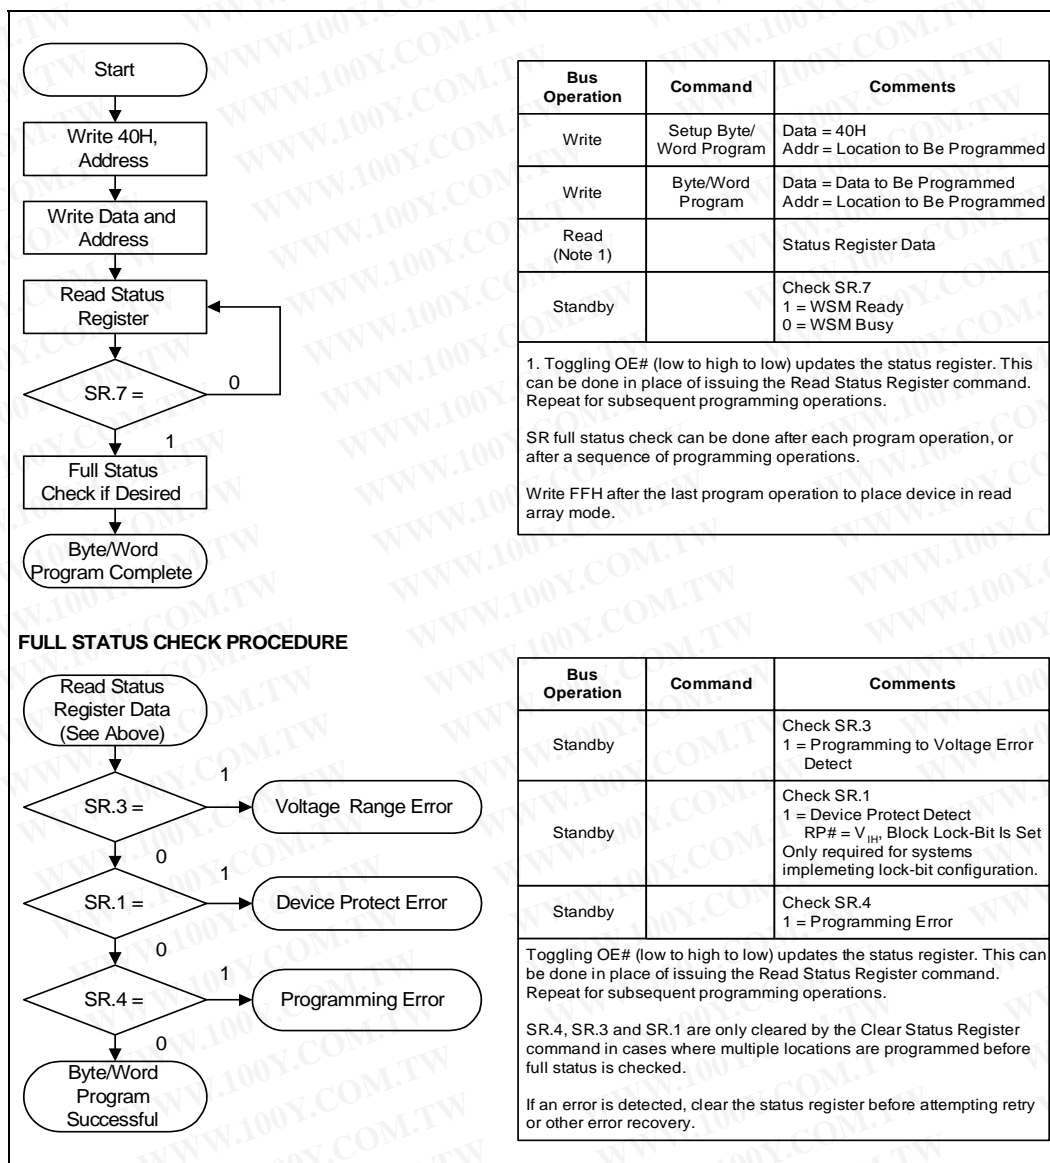 Start
Write 40H,
Address
Write Data and
Address
Read Status
Register
SR.7 =
0
1
Full Status
Check if Desired
Byte/Word
Program Complete
Bus
Operation
Command
Comments
Write
Setup Byte/
Word Program
Data = 40H
Addr = Location to Be Programmed
Write
Byte/Word
Program
Data = Data to Be Programmed
Addr = Location to Be Programmed
Read
(Note 1)
Status Register Data
Standby
Check SR.7
1 = WSM Ready
0 = WSM Busy
1. Toggling OE# (low to high to low) updates the status register. This
can be done in place of issuing the Read Status Register command.
Repeat for subsequent programming operations.
SR full status check can be done after each program operation, or
after a sequence of programming operations.
Write FFH after the last program operation to place device in read
array mode.
FULL STATUS CHECK PROCEDURE
Read Status
Register Data
(See Above)
SR.3 =
1
Voltage Range Error
0
SR.1 =
1
Device Protect Error
0
SR.4 =
1
Programming Error
0
Byte/Word
Program
Successful
Bus
Operation
Command
Comments
Standby
Check SR.3
1 = Programming to Voltage Error
Detect
Standby
Check SR.1
1 = Device Protect Detect
RP# = VIH, Block Lock-Bit Is Set
Only required for systems
implemeting lock-bit configuration.
Standby
Check SR.4
1 = Programming Error
Toggling OE# (low to high to low) updates the status register. This can
be done in place of issuing the Read Status Register command.
Repeat for subsequent programming operations.
SR.4, SR.3 and SR.1 are only cleared by the Clear Status Register
command in cases where multiple locations are programmed before
full status is checked.
If an error is detected, clear the status register before attempting retry
or other error recovery.
WWW.100Y.COM.TW